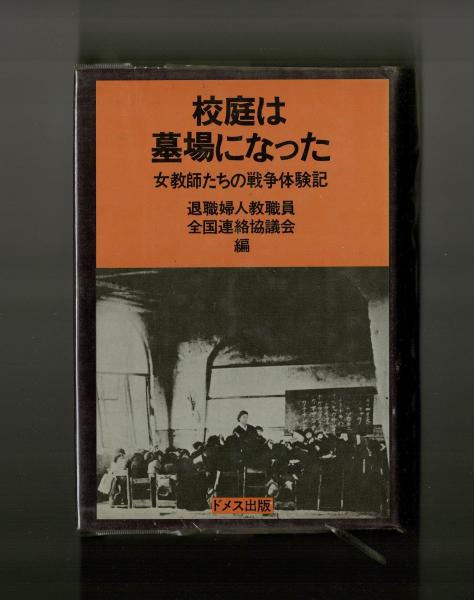 校庭は
墓場になった
女教師たちの戦争体験記
退職婦人教職員
全国連絡協議会
編
ドメス出版